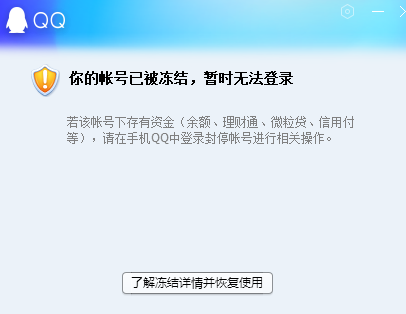 QQ
你的帐号已被冻结，暂时无法登录
若该帐号下存有资金（余额、理财通、微粒贷、信用付
等），请在手机QQ中登录封停帐号进行相关操作。
了解冻结详情并恢复使用